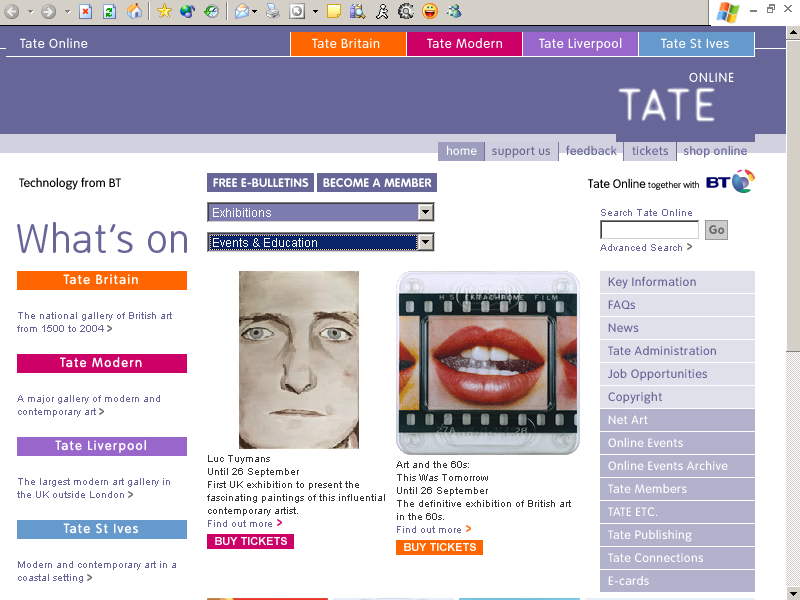 Tate Online
Tate Britain
Tate Modern
Tate Liverpool
Tate St Ives
ONLINE
TATE
home
support us
feedback
tickets
shop online
Technology from BT
FREE E-BULLETINS
BECOME A MEMBER
Tate Online together with BT
Exhibitions
Events & Education
Search Tate Online
Go
Advanced Search >
What's on
Tate Britain
The national gallery of British art
from 1500 to 2004 >
Tate Modern
A major gallery of modern and
contemporary art >
Tate Liverpool
The largest modern art gallery in
the UK outside London >
Tate St Ives
Modern and contemporary art in a
coastal setting >
Luc Tuymans
Until 26 September
First UK exhibition to present the
fascinating paintings of this influential
contemporary artist.
Find out more >
BUY TICKETS
H S EKTACHROME FILM
27A
Art and the 60s:
This Was Tomorrow
Until 26 September
The definitive exhibition of British art
in the 60s.
Find out more >
BUY TICKETS
Key Information
FAQs
News
Tate Administration
Job Opportunities
Copyright
Net Art
Online Events
Online Events Archive
Tate Members
TATE ETC.
Tate Publishing
Tate Connections
E-cards